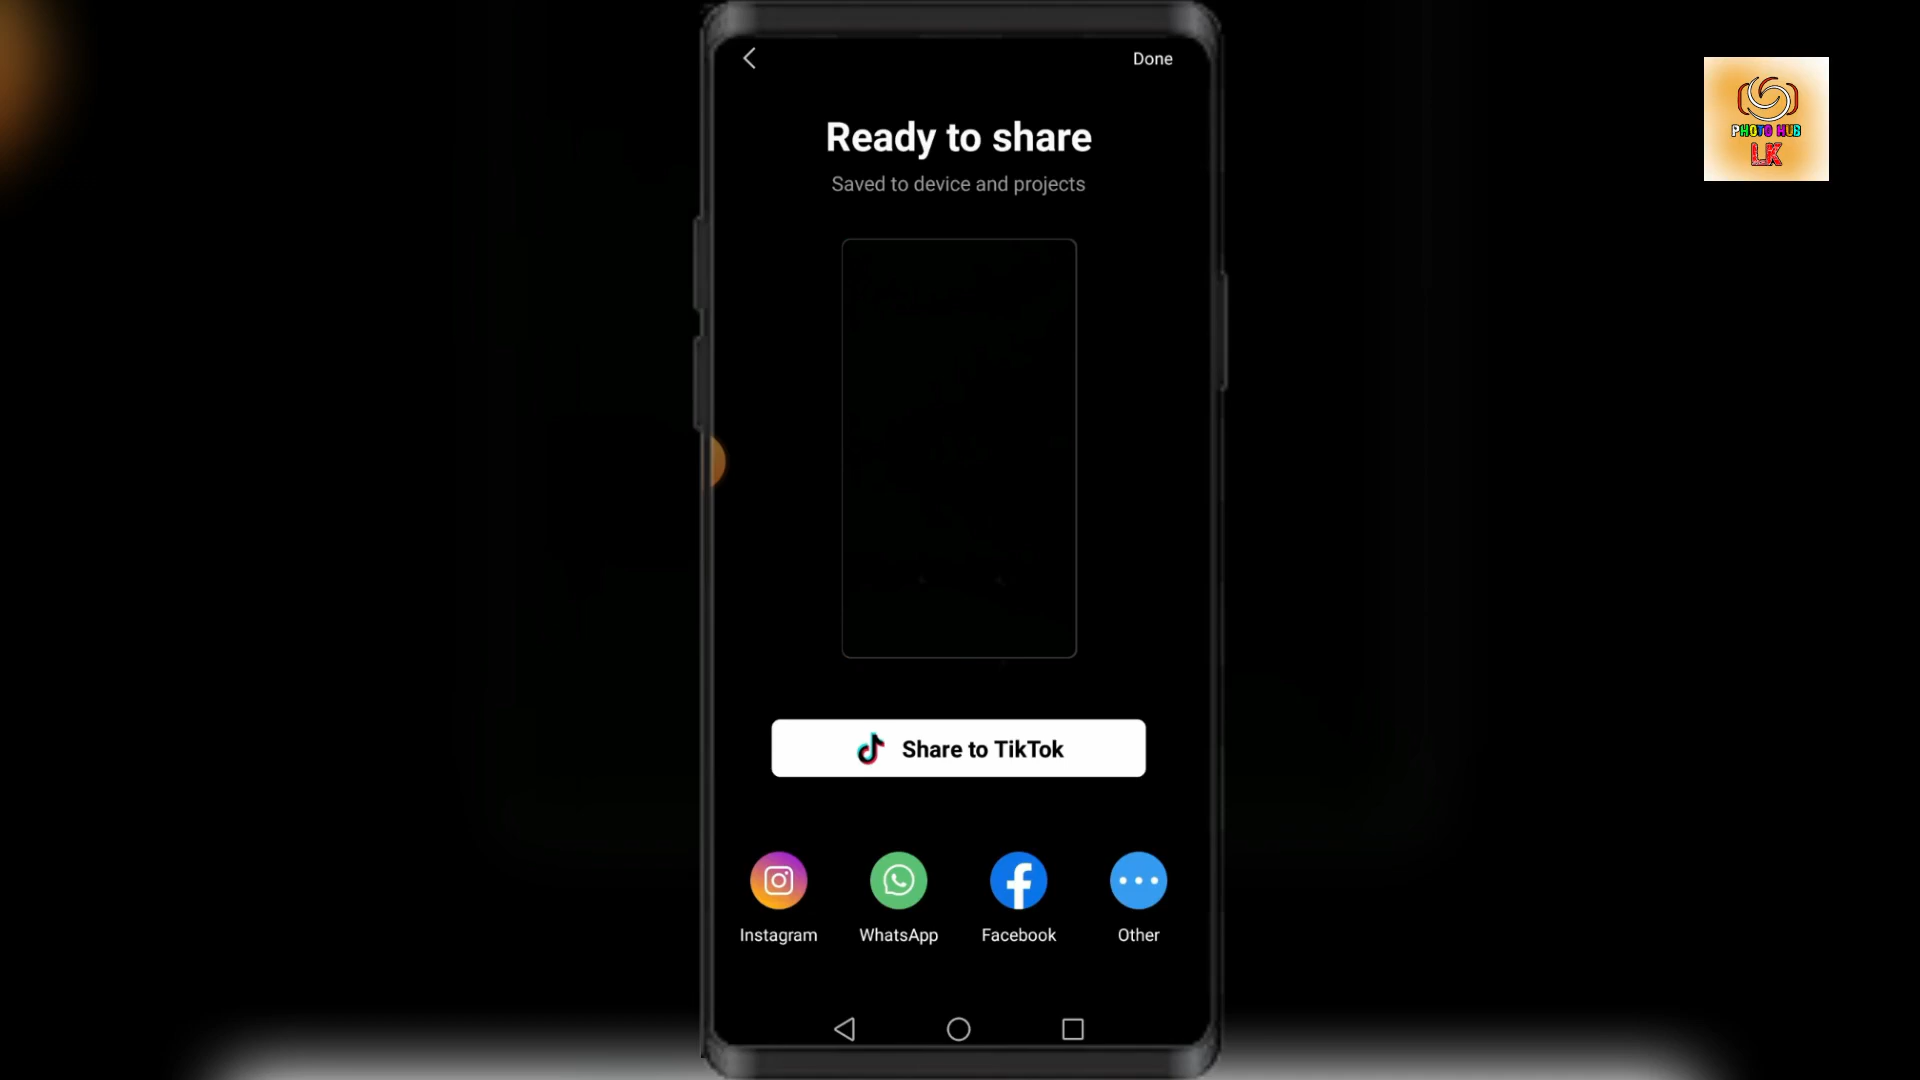 Done
PHOTO HUB
LK
Ready to share
Saved to device and projects
Share to TikTok
Instagram
WhatsApp
Facebook
Other